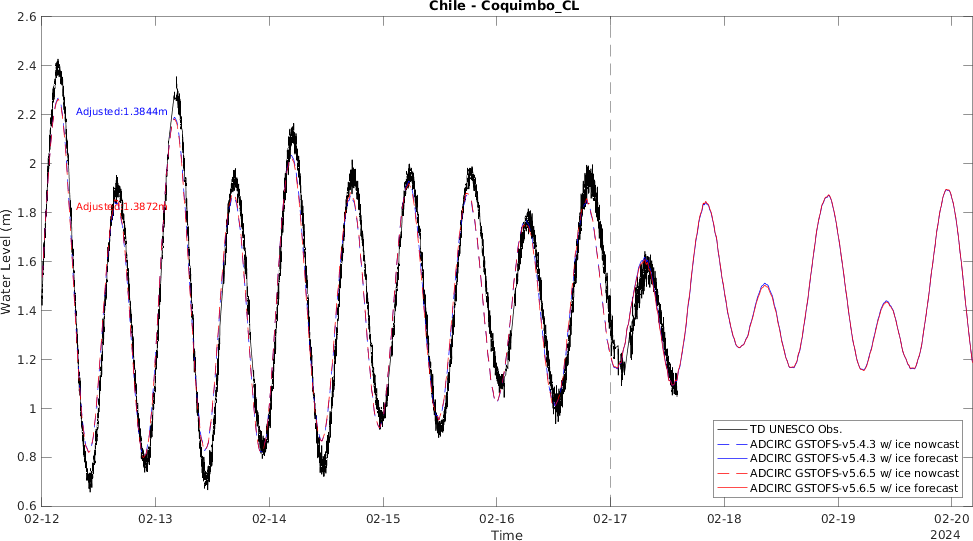 Chile - Coquimbo_CL
2.6
2.4
2.2
2
1.8
1.6
1.4
1.2
1
0.8
0.6
Water Level (m)
Adjusted:1.3844m
Adjusted:1.3872m
TD UNESCO Obs.
ADCIRC GSTOFS-v5.4.3 w/ ice nowcast
ADCIRC GSTOFS-v5.4.3 w/ ice forecast
ADCIRC GSTOFS-v5.6.5 w/ ice nowcast
ADCIRC GSTOFS-v5.6.5 w/ ice forecast
02-12 02-13 02-14 02-15 02-16 02-17 02-18 02-19 02-20
2024
Time